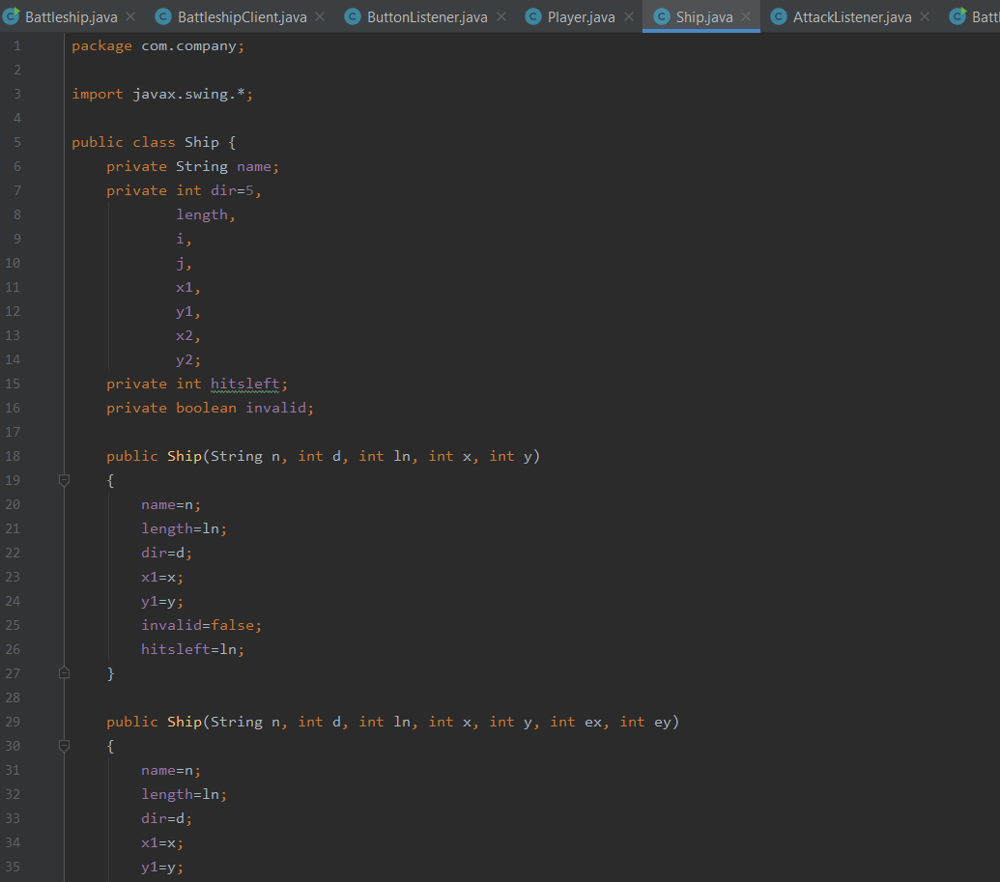 Battleship.java BattleshipClient.java ButtonListener.java Player.java Ship.java AttackListener.java Battl
1 package com.company;
2
3 import javax.swing.*;
4
5 public class Ship {
6     private String name;
7     private int dir=5,
8             length,
9             i,
10             j,
11             x1,
12             y1,
13             x2,
14             y2;
15     private int hitsleft;
16     private boolean invalid;
17
18     public Ship(String n, int d, int ln, int x, int y)
19     {
20         name=n;
21         length=ln;
22         dir=d;
23         x1=x;
24         y1=y;
25         invalid=false;
26         hitsleft=ln;
27     }
28
29     public Ship(String n, int d, int ln, int x, int y, int ex, int ey)
30     {
31         name=n;
32         length=ln;
33         dir=d;
34         x1=x;
35         y1=y;